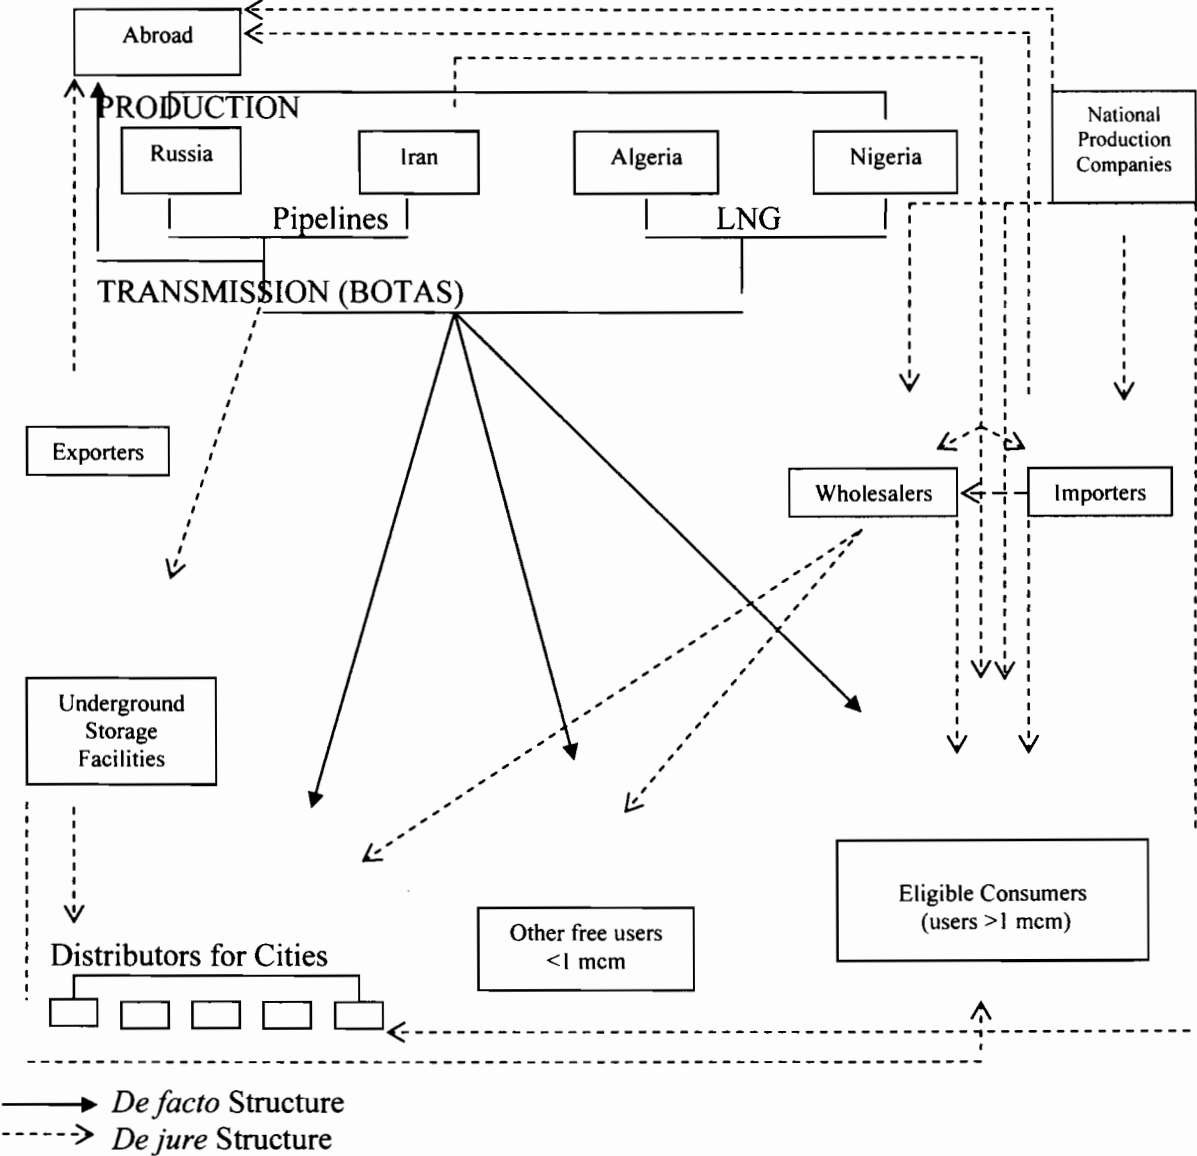 Abroad
PRODUCTION
National
Production
Companies
Russia
Iran
Algeria
Nigeria
Pipelines
LNG
TRANSMISSION (BOTAS)
Exporters
Wholesalers
Importers
Underground
Storage
Facilities
Eligible Consumers
(users >1 mcm)
Other free users
<1 mcm
Distributors for Cities
De facto Structure
De jure Structure